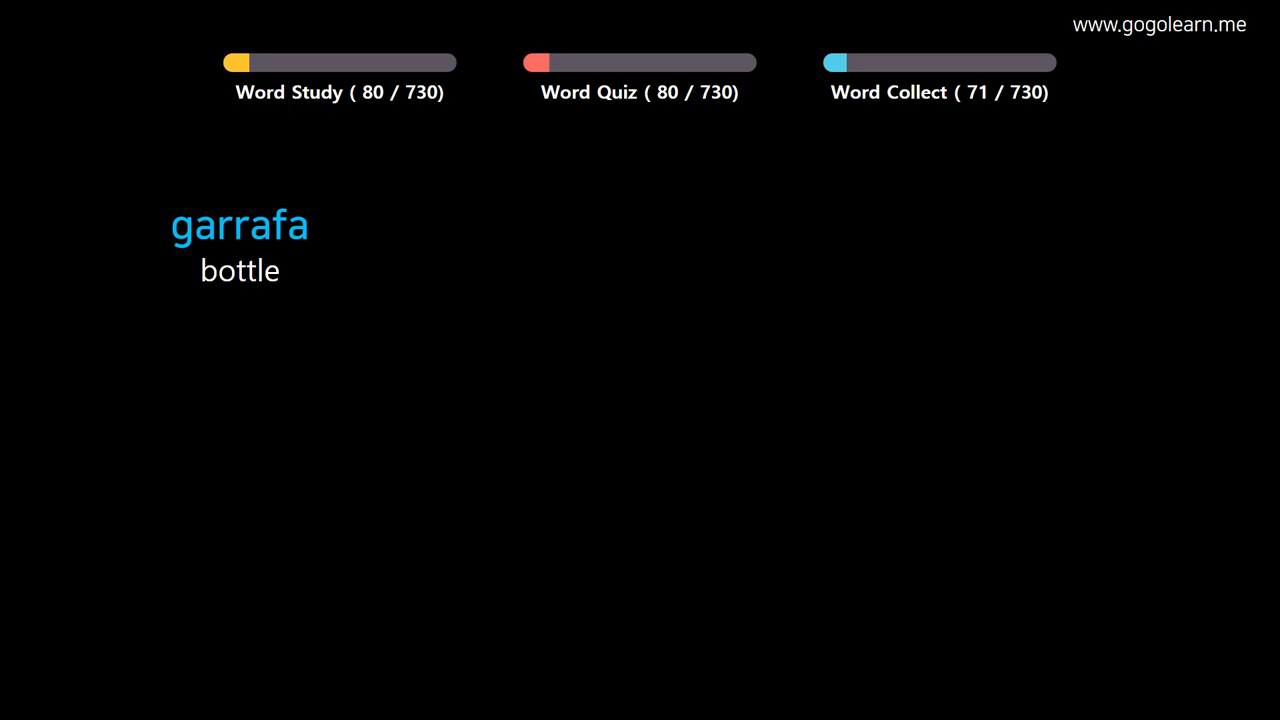 www.gogolearn.me
Word Study ( 80 / 730)
Word Quiz ( 80 / 730)
Word Collect ( 71 / 730)
garrafa
bottle